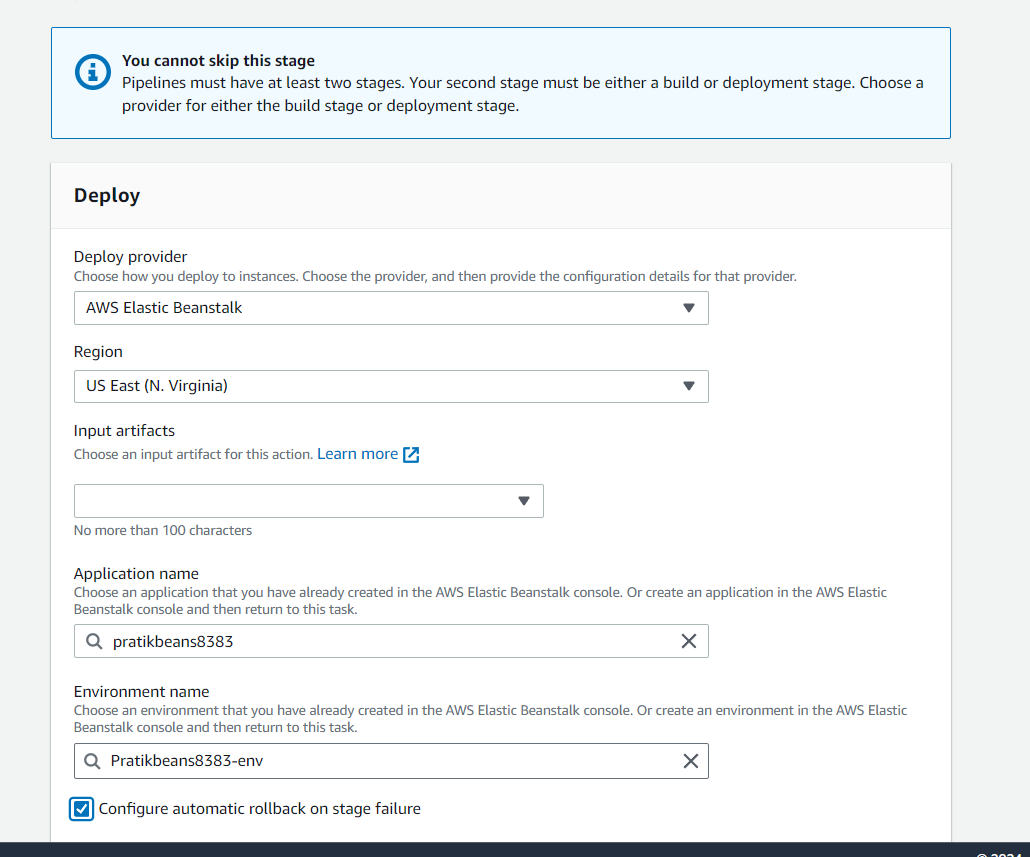 You cannot skip this stage
Pipelines must have at least two stages. Your second stage must be either a build or deployment stage. Choose a
provider for either the build stage or deployment stage.
Deploy
Deploy provider
Choose how you deploy to instances. Choose the provider, and then provide the configuration details for that provider.
AWS Elastic Beanstalk
Region
US East (N. Virginia)
Input artifacts
Choose an input artifact for this action. Learn more
No more than 100 characters
Application name
Choose an application that you have already created in the AWS Elastic Beanstalk console. Or create an application in the AWS Elastic
Beanstalk console and then return to this task.
pratikbeans8383
Environment name
Choose an environment that you have already created in the AWS Elastic Beanstalk console. Or create an environment in the AWS Elastic
Beanstalk console and then return to this task.
Pratikbeans8383-env
Configure automatic rollback on stage failure